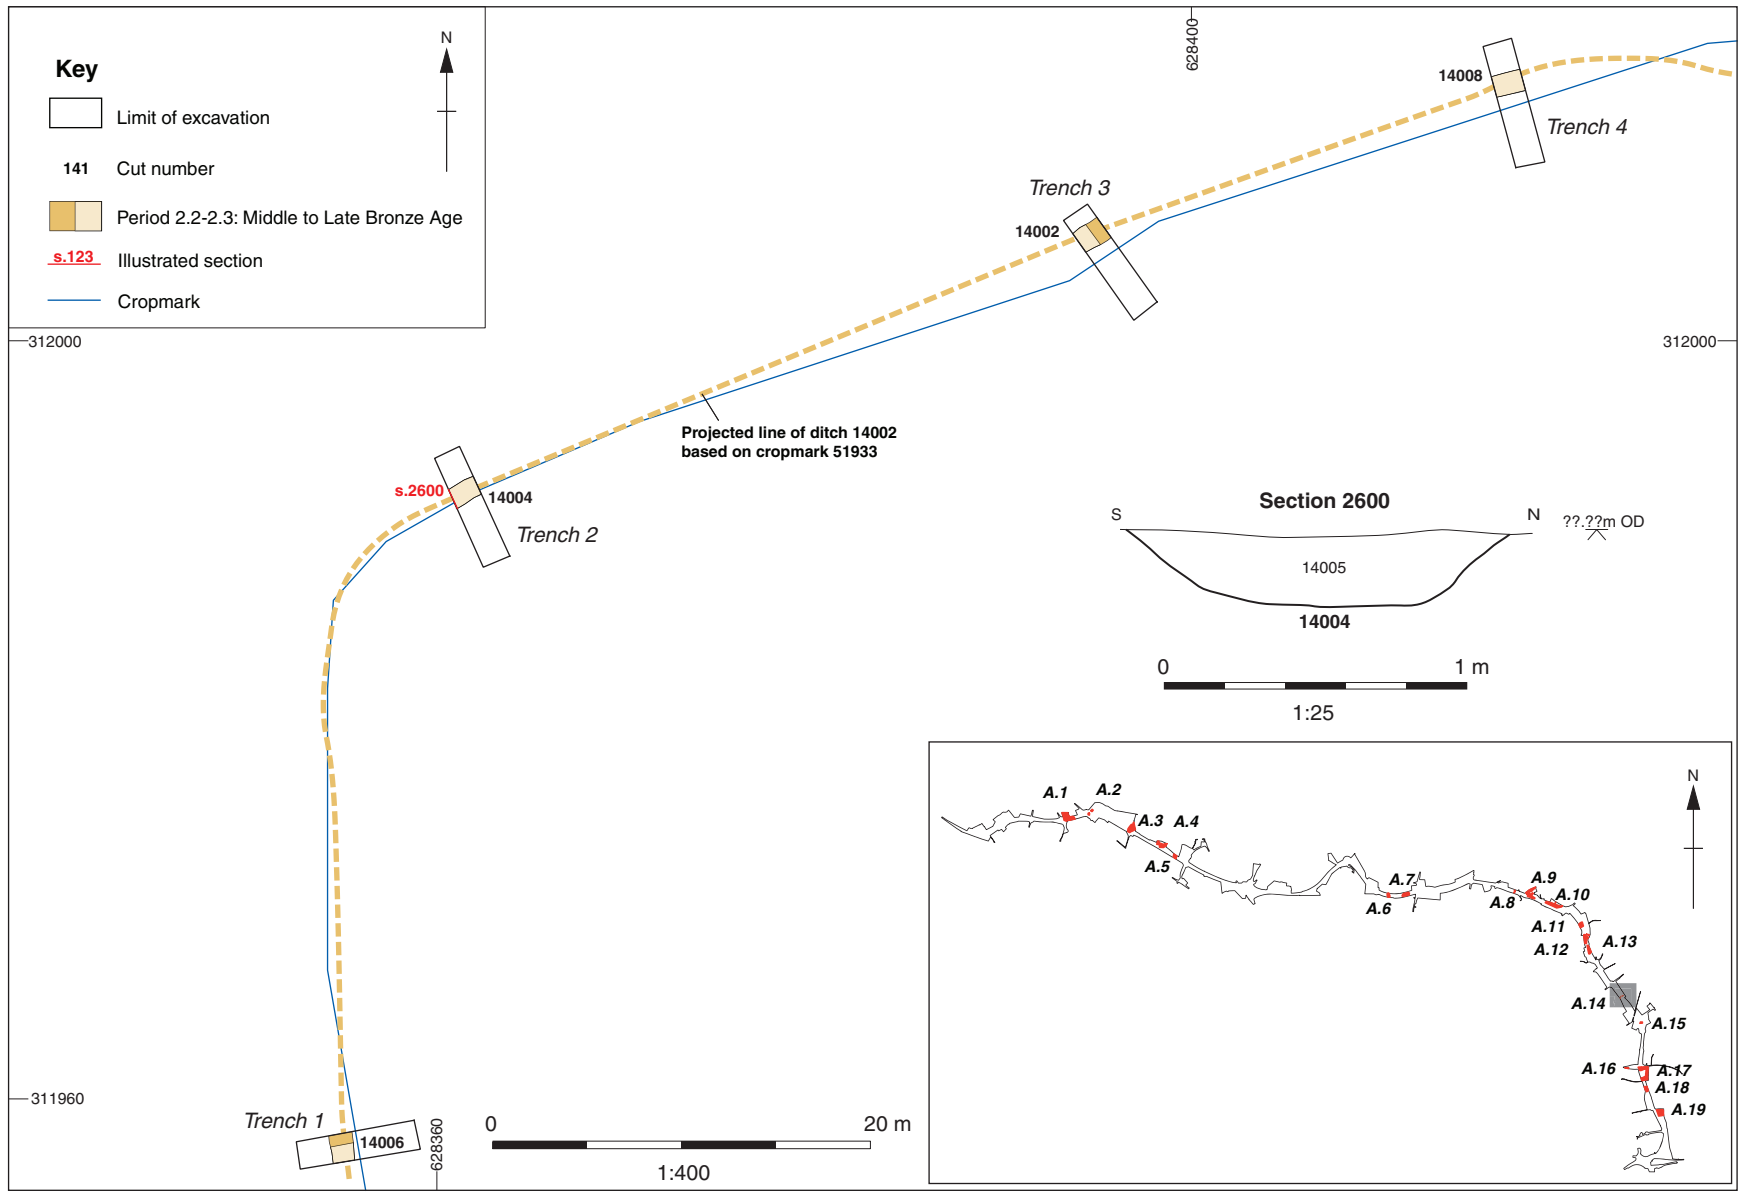 Key
N
Limit of excavation
141 Cut number
Period 2.2-2.3: Middle to Late Bronze Age
s.123 Illustrated section
Cropmark
628400
14008
Trench 4
Trench 3
14002
312000
312000
Projected line of ditch 14002
based on cropmark 51933
s.2600
14004
Trench 2
Section 2600
S
N
??.??m OD
14005
14004
0 1 m
1:25
N
A.1
A.2
A.3
A.4
A.5
A.6
A.7
A.8
A.9
A.10
A.11
A.12
A.13
A.14
A.15
A.16
A.17
A.18
A.19
311960
Trench 1
14006
628360
0 20 m
1:400